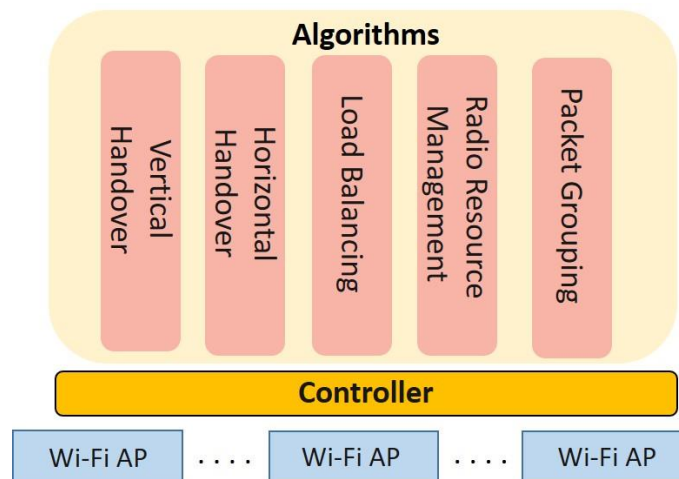 Algorithms
Vertical
Handover
Horizontal
Handover
Load Balancing
Radio Resource
Management
Packet Grouping
Controller
Wi-Fi AP . . . . Wi-Fi AP . . . . Wi-Fi AP